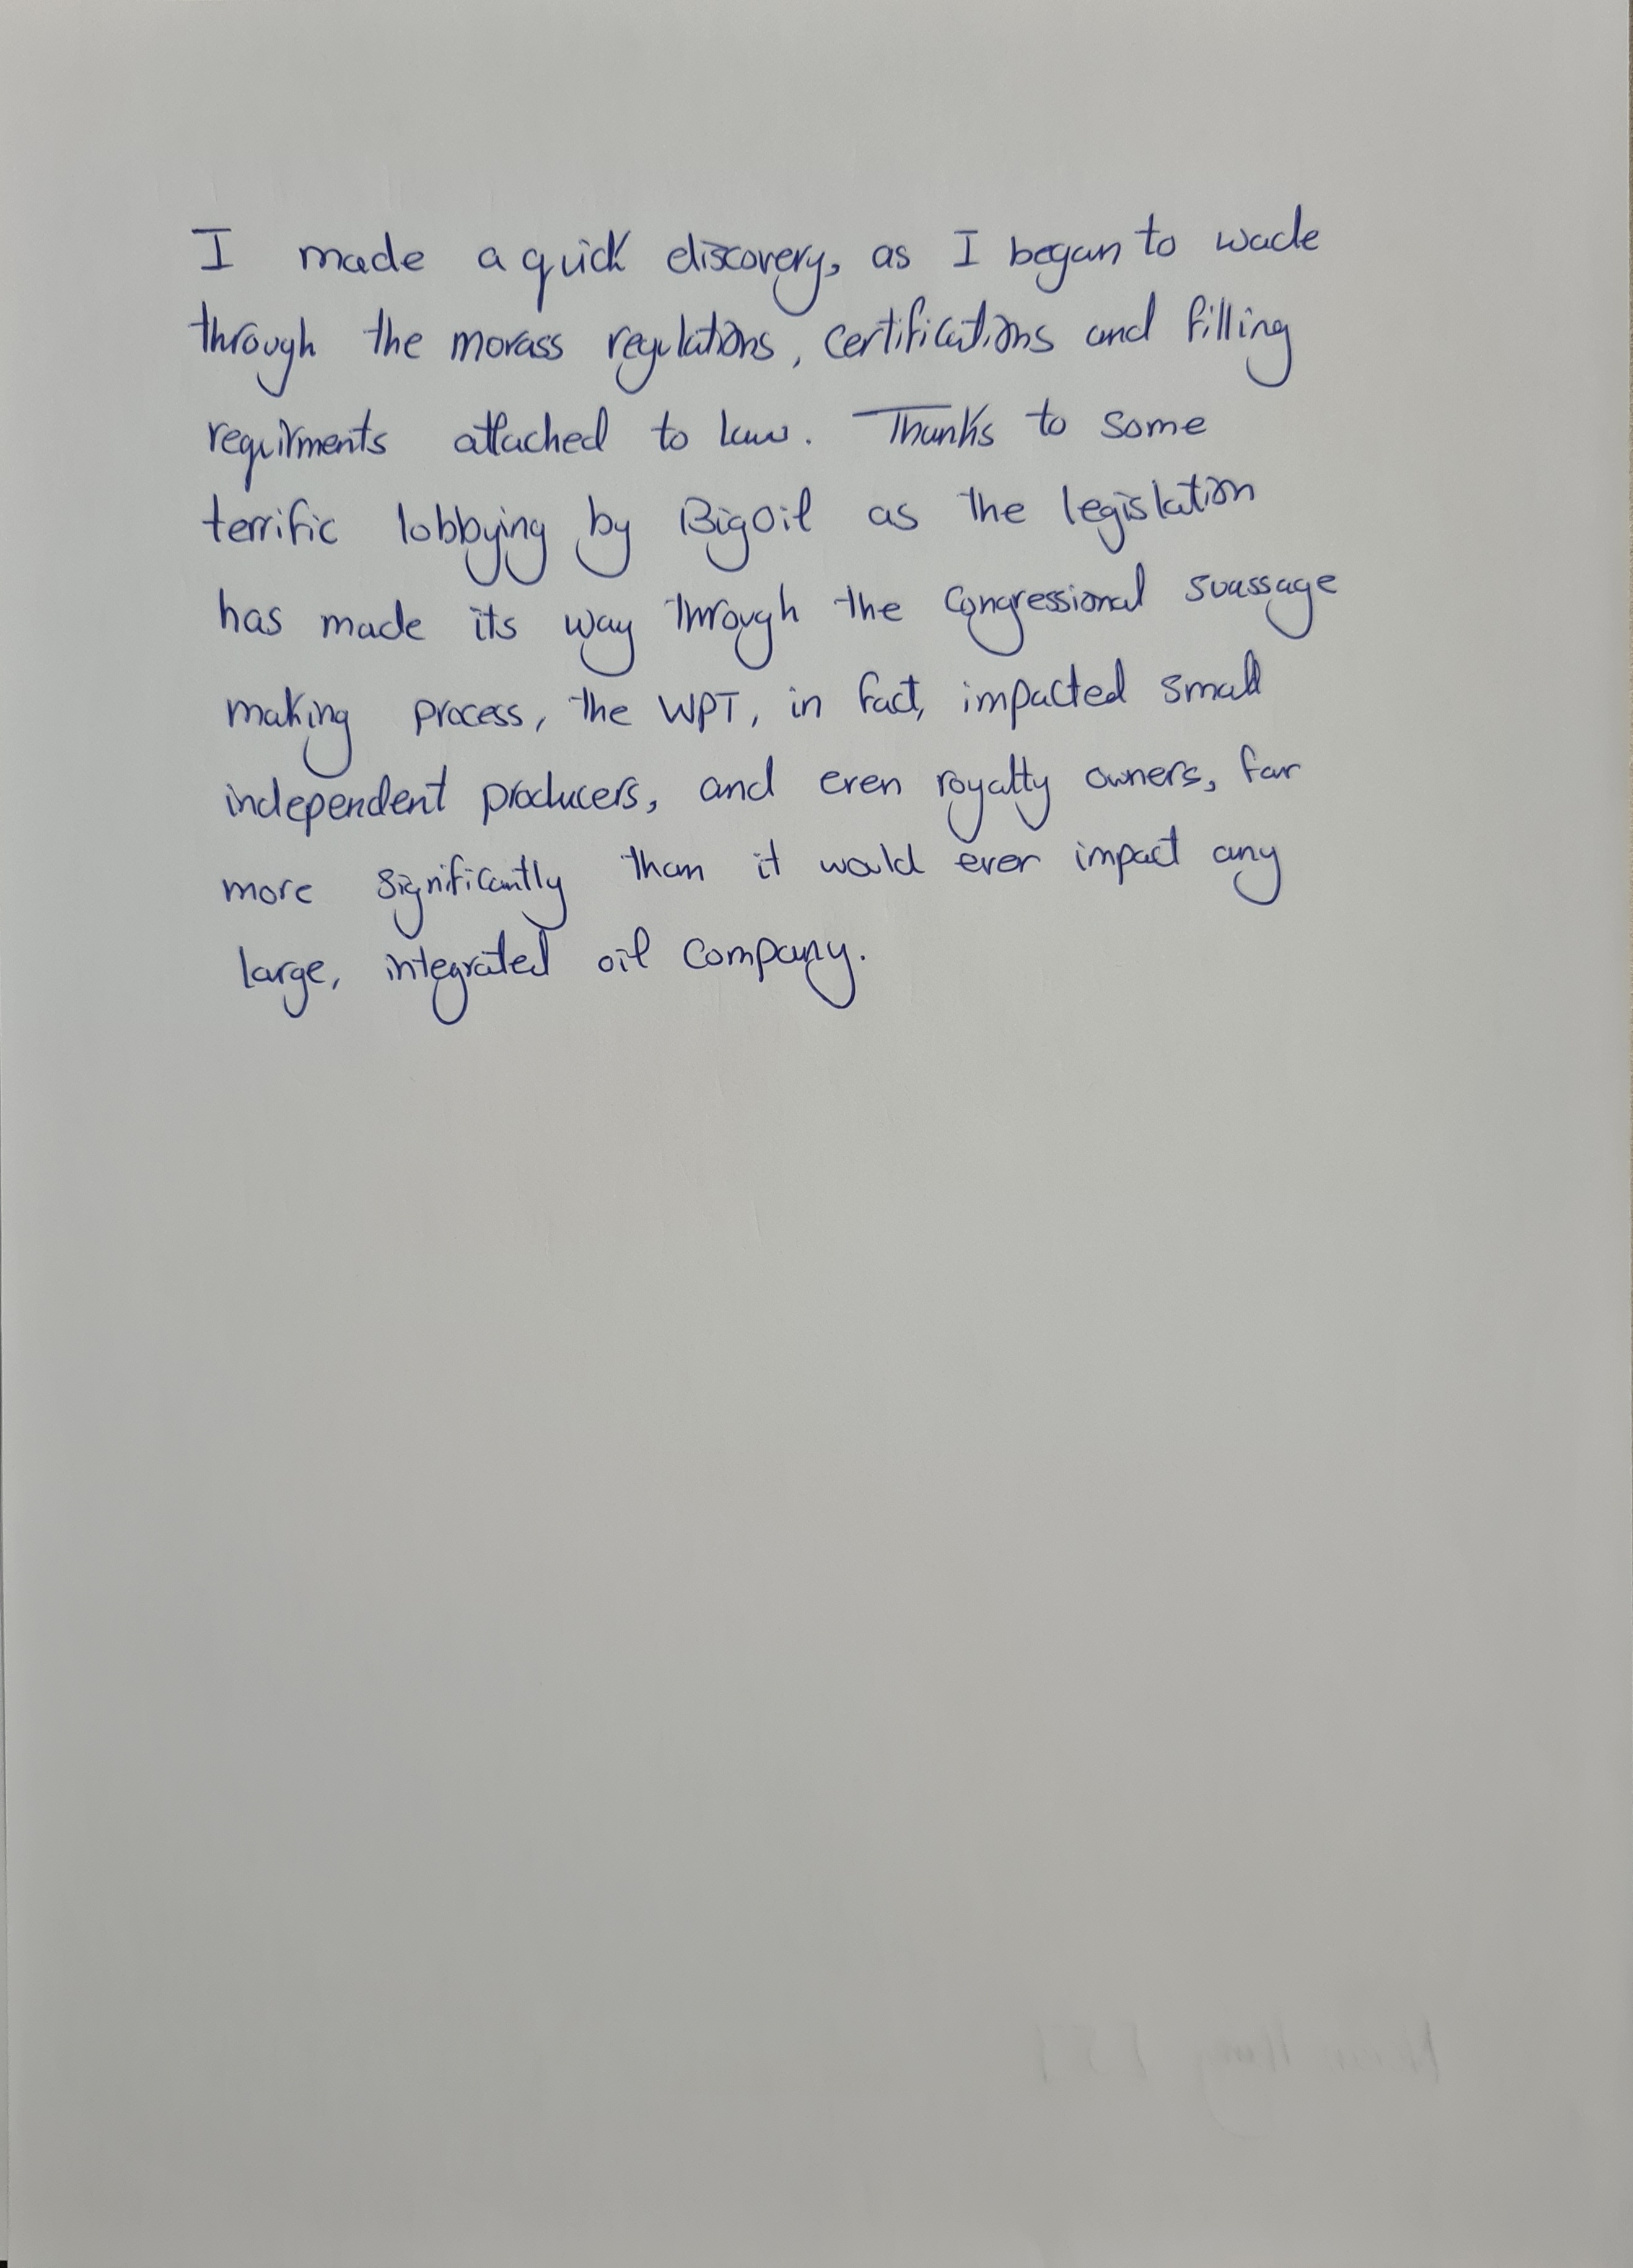 I made a quick discovery, as I began to wade
through the morass regulations, certifications and filling
requirments attached to law. Thanks to some
terrific lobbying by BigOil as the legislation
has made its way through the Congressional suassage
making process, the WPT, in fact, impacted small
independent producers, and even royalty owners, far
more significantly than it would ever impact any
large, integrated oil company.